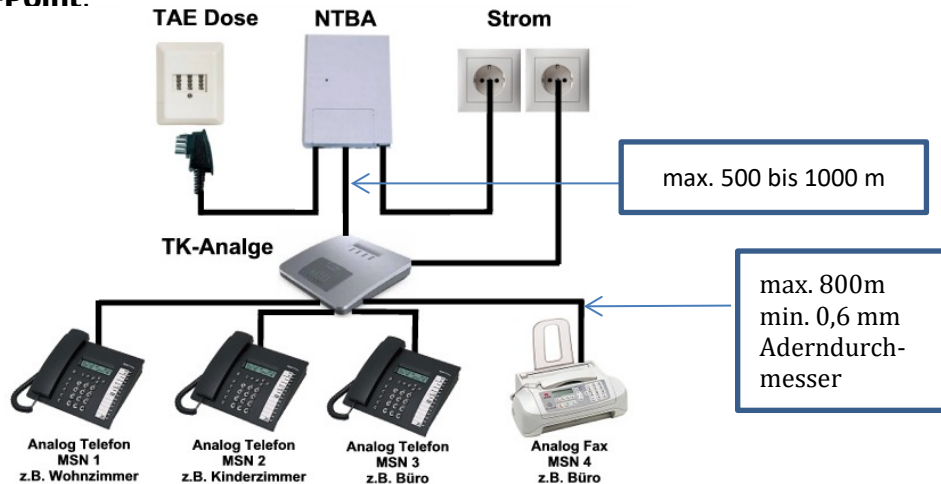 -Point.
TAE Dose
NTBA
Strom
max. 500 bis 1000 m
TK-Analge
max. 800m
min. 0,6 mm
Aderndurch-
messer
Analog Telefon
MSN 1
z.B. Wohnzimmer
Analog Telefon
MSN 2
z.B. Kinderzimmer
Analog Telefon
MSN 3
z.B. Büro
Analog Fax
MSN 4
z.B. Büro